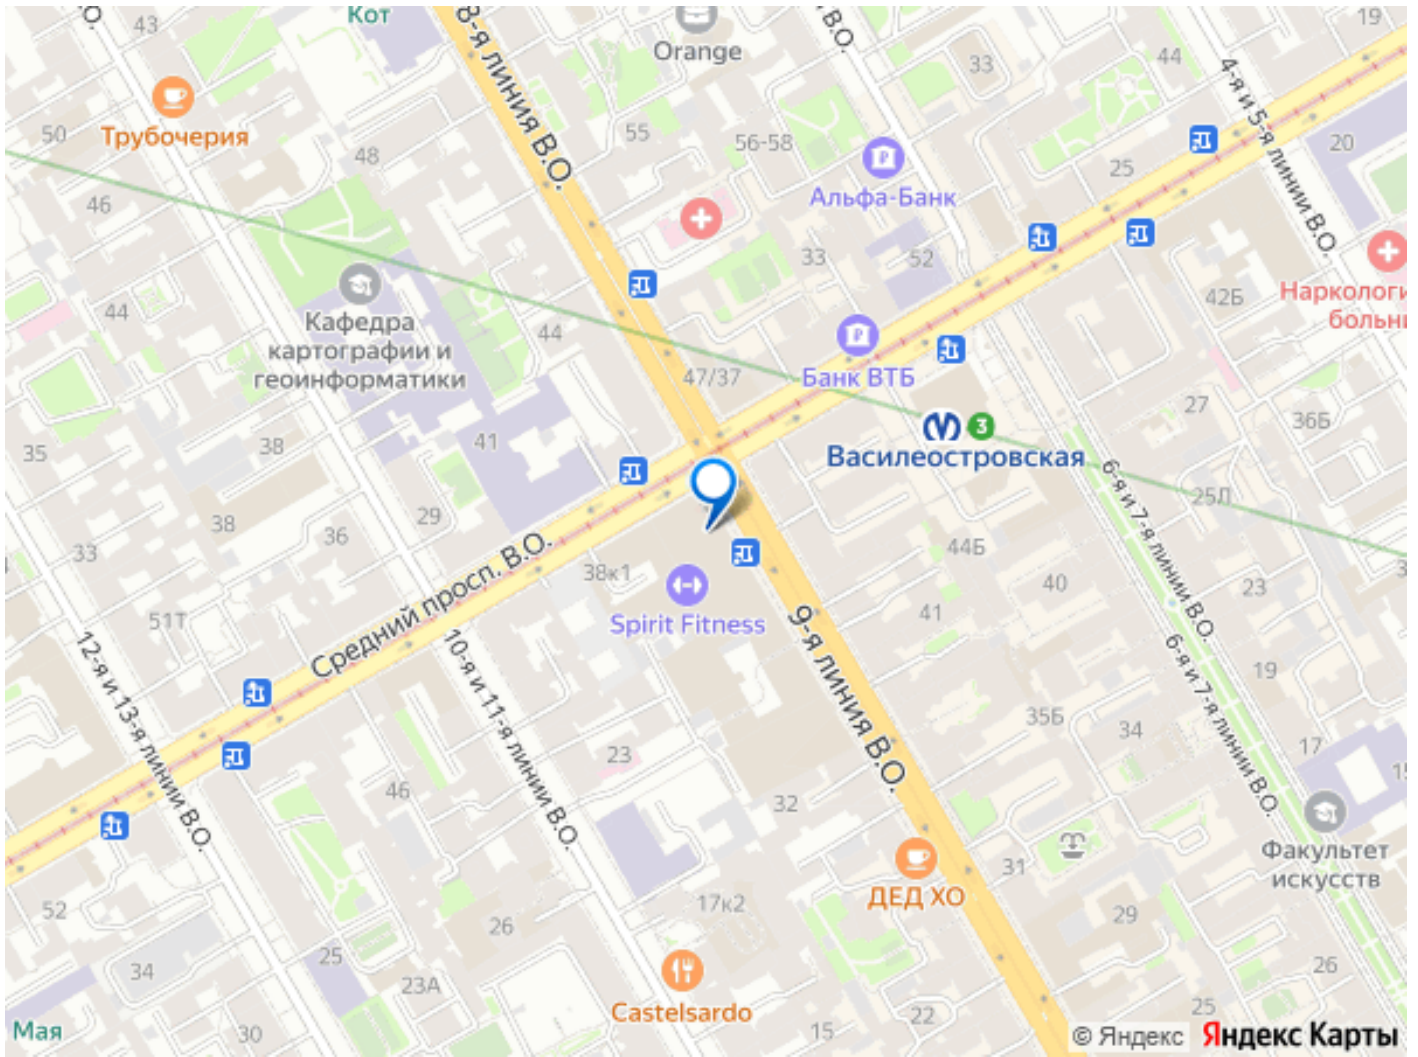 43
Кот
8-я линия В.О.
Orange
В.О.
19
О.
33
44
4-я и 5-я линии В.О.
Трубочерия
50
55
56-58
48
20
25
Альфа-Банк
46
33
52
42Б
Наркологи
больни
44
Кафедра
картографии и
геоинформатики
44
47/37
Банк ВТБ
27
36Б
3
Василеостровская
35
38
41
6-я и 7-я линии В.О.
25Л
38
29
36
33
Средний просп. В.О.
38к1
44Б
40
23
3
Spirit Fitness
41
9-я линия В.О.
51Т
12-я и 13-я линии В.О.
10-я и 11-я линии В.О.
6-я и 7-я линии В.О.
19
35Б
34
17
15
23
46
32
Факультет
искусств
31
ДЕД ХО
52
17к2
29
26
25
34
23А
26
Castelsardo
Мая
30
15
22
25
© Яндекс Яндекс Карты